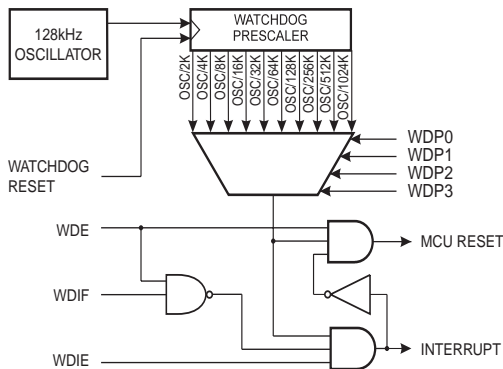 128kHz
OSCILLATOR
WATCHDOG
PRESCALER
OSC/2K
OSC/4K
OSC/8K
OSC/16K
OSC/32K
OSC/64K
OSC/128K
OSC/256K
OSC/512K
OSC/1024K
WATCHDOG
RESET
WDP0
WDP1
WDP2
WDP3
WDE
MCU RESET
WDIF
WDIE
INTERRUPT